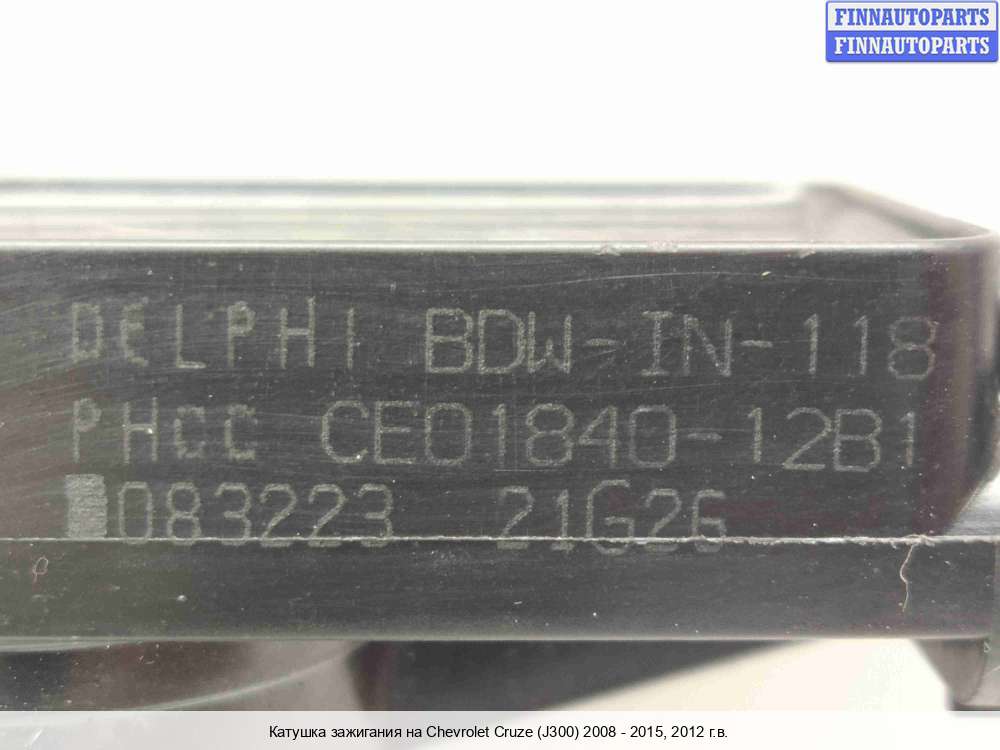 FINNAUTOPARTS
FINNAUTOPARTS
DELPHI BDW-IN-118
PHCC CE01840-12B1
083223 21G26
Катушка зажигания на Chevrolet Cruze (J300) 2008 - 2015, 2012 г.в.